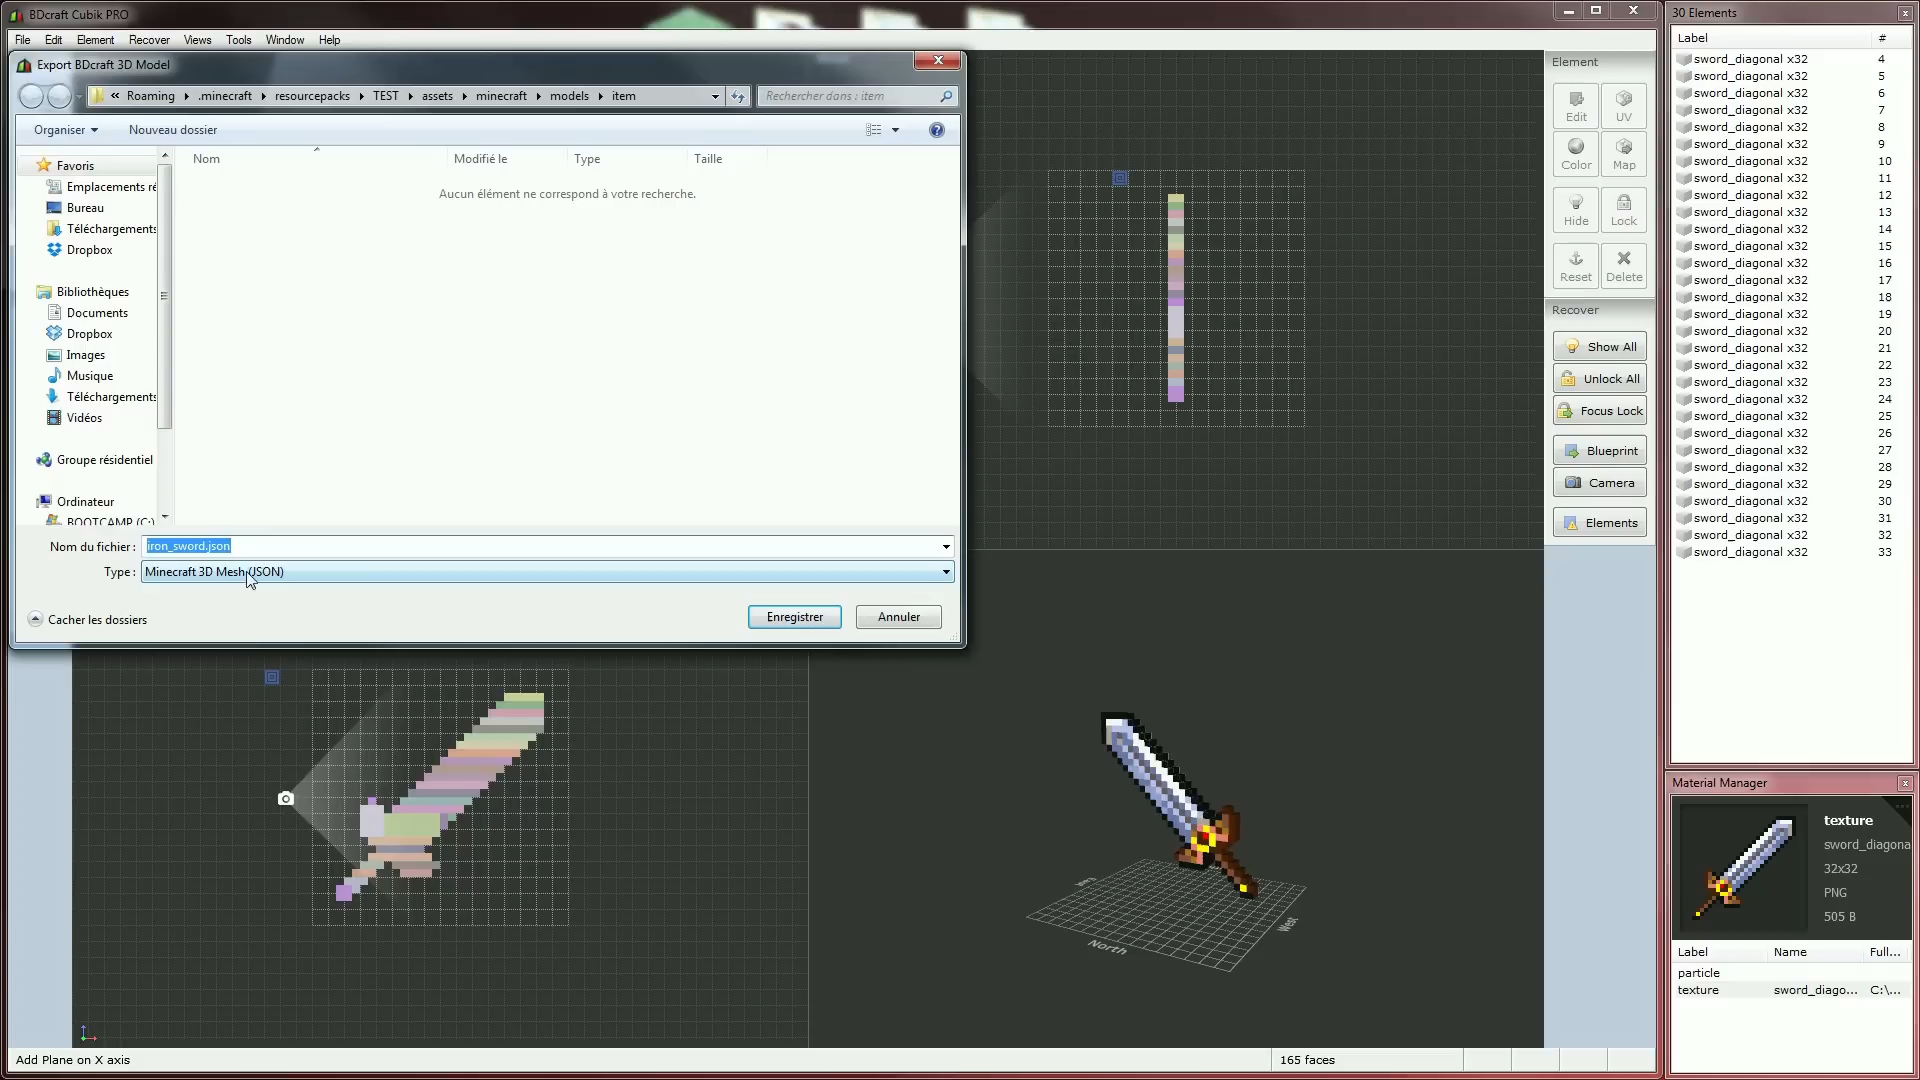 BDcraft Cubik PRO
File Edit Element Recover Views Tools Window Help
Export BDcraft 3D Model
« Roaming .minecraft resourcepacks TEST assets minecraft models item
Rechercher dans : item
Organiser Nouveau dossier
Nom Modifié le Type Taille
Aucun élément ne correspond à votre recherche.
Favoris
Emplacements ré
Bureau
Téléchargements
Dropbox
Bibliothèques
Documents
Dropbox
Images
Musique
Téléchargements
Vidéos
Groupe résidentiel
Ordinateur
BOOTCAMP (C:)
Nom du fichier : iron_sword.json
Type : Minecraft 3D Mesh (JSON)
Cacher les dossiers
Enregistrer Annuler
North
West
Add Plane on X axis
165 faces
Element
Edit UV
Color Map
Hide Lock
Reset Delete
Recover
Show All
Unlock All
Focus Lock
Blueprint
Camera
Elements
30 Elements
Label #
sword_diagonal x32 4
sword_diagonal x32 5
sword_diagonal x32 6
sword_diagonal x32 7
sword_diagonal x32 8
sword_diagonal x32 9
sword_diagonal x32 10
sword_diagonal x32 11
sword_diagonal x32 12
sword_diagonal x32 13
sword_diagonal x32 14
sword_diagonal x32 15
sword_diagonal x32 16
sword_diagonal x32 17
sword_diagonal x32 18
sword_diagonal x32 19
sword_diagonal x32 20
sword_diagonal x32 21
sword_diagonal x32 22
sword_diagonal x32 23
sword_diagonal x32 24
sword_diagonal x32 25
sword_diagonal x32 26
sword_diagonal x32 27
sword_diagonal x32 28
sword_diagonal x32 29
sword_diagonal x32 30
sword_diagonal x32 31
sword_diagonal x32 32
sword_diagonal x32 33
Material Manager
texture
sword_diagona
32x32
PNG
505 B
Label Name Full...
particle
texture sword_diago... C:\...